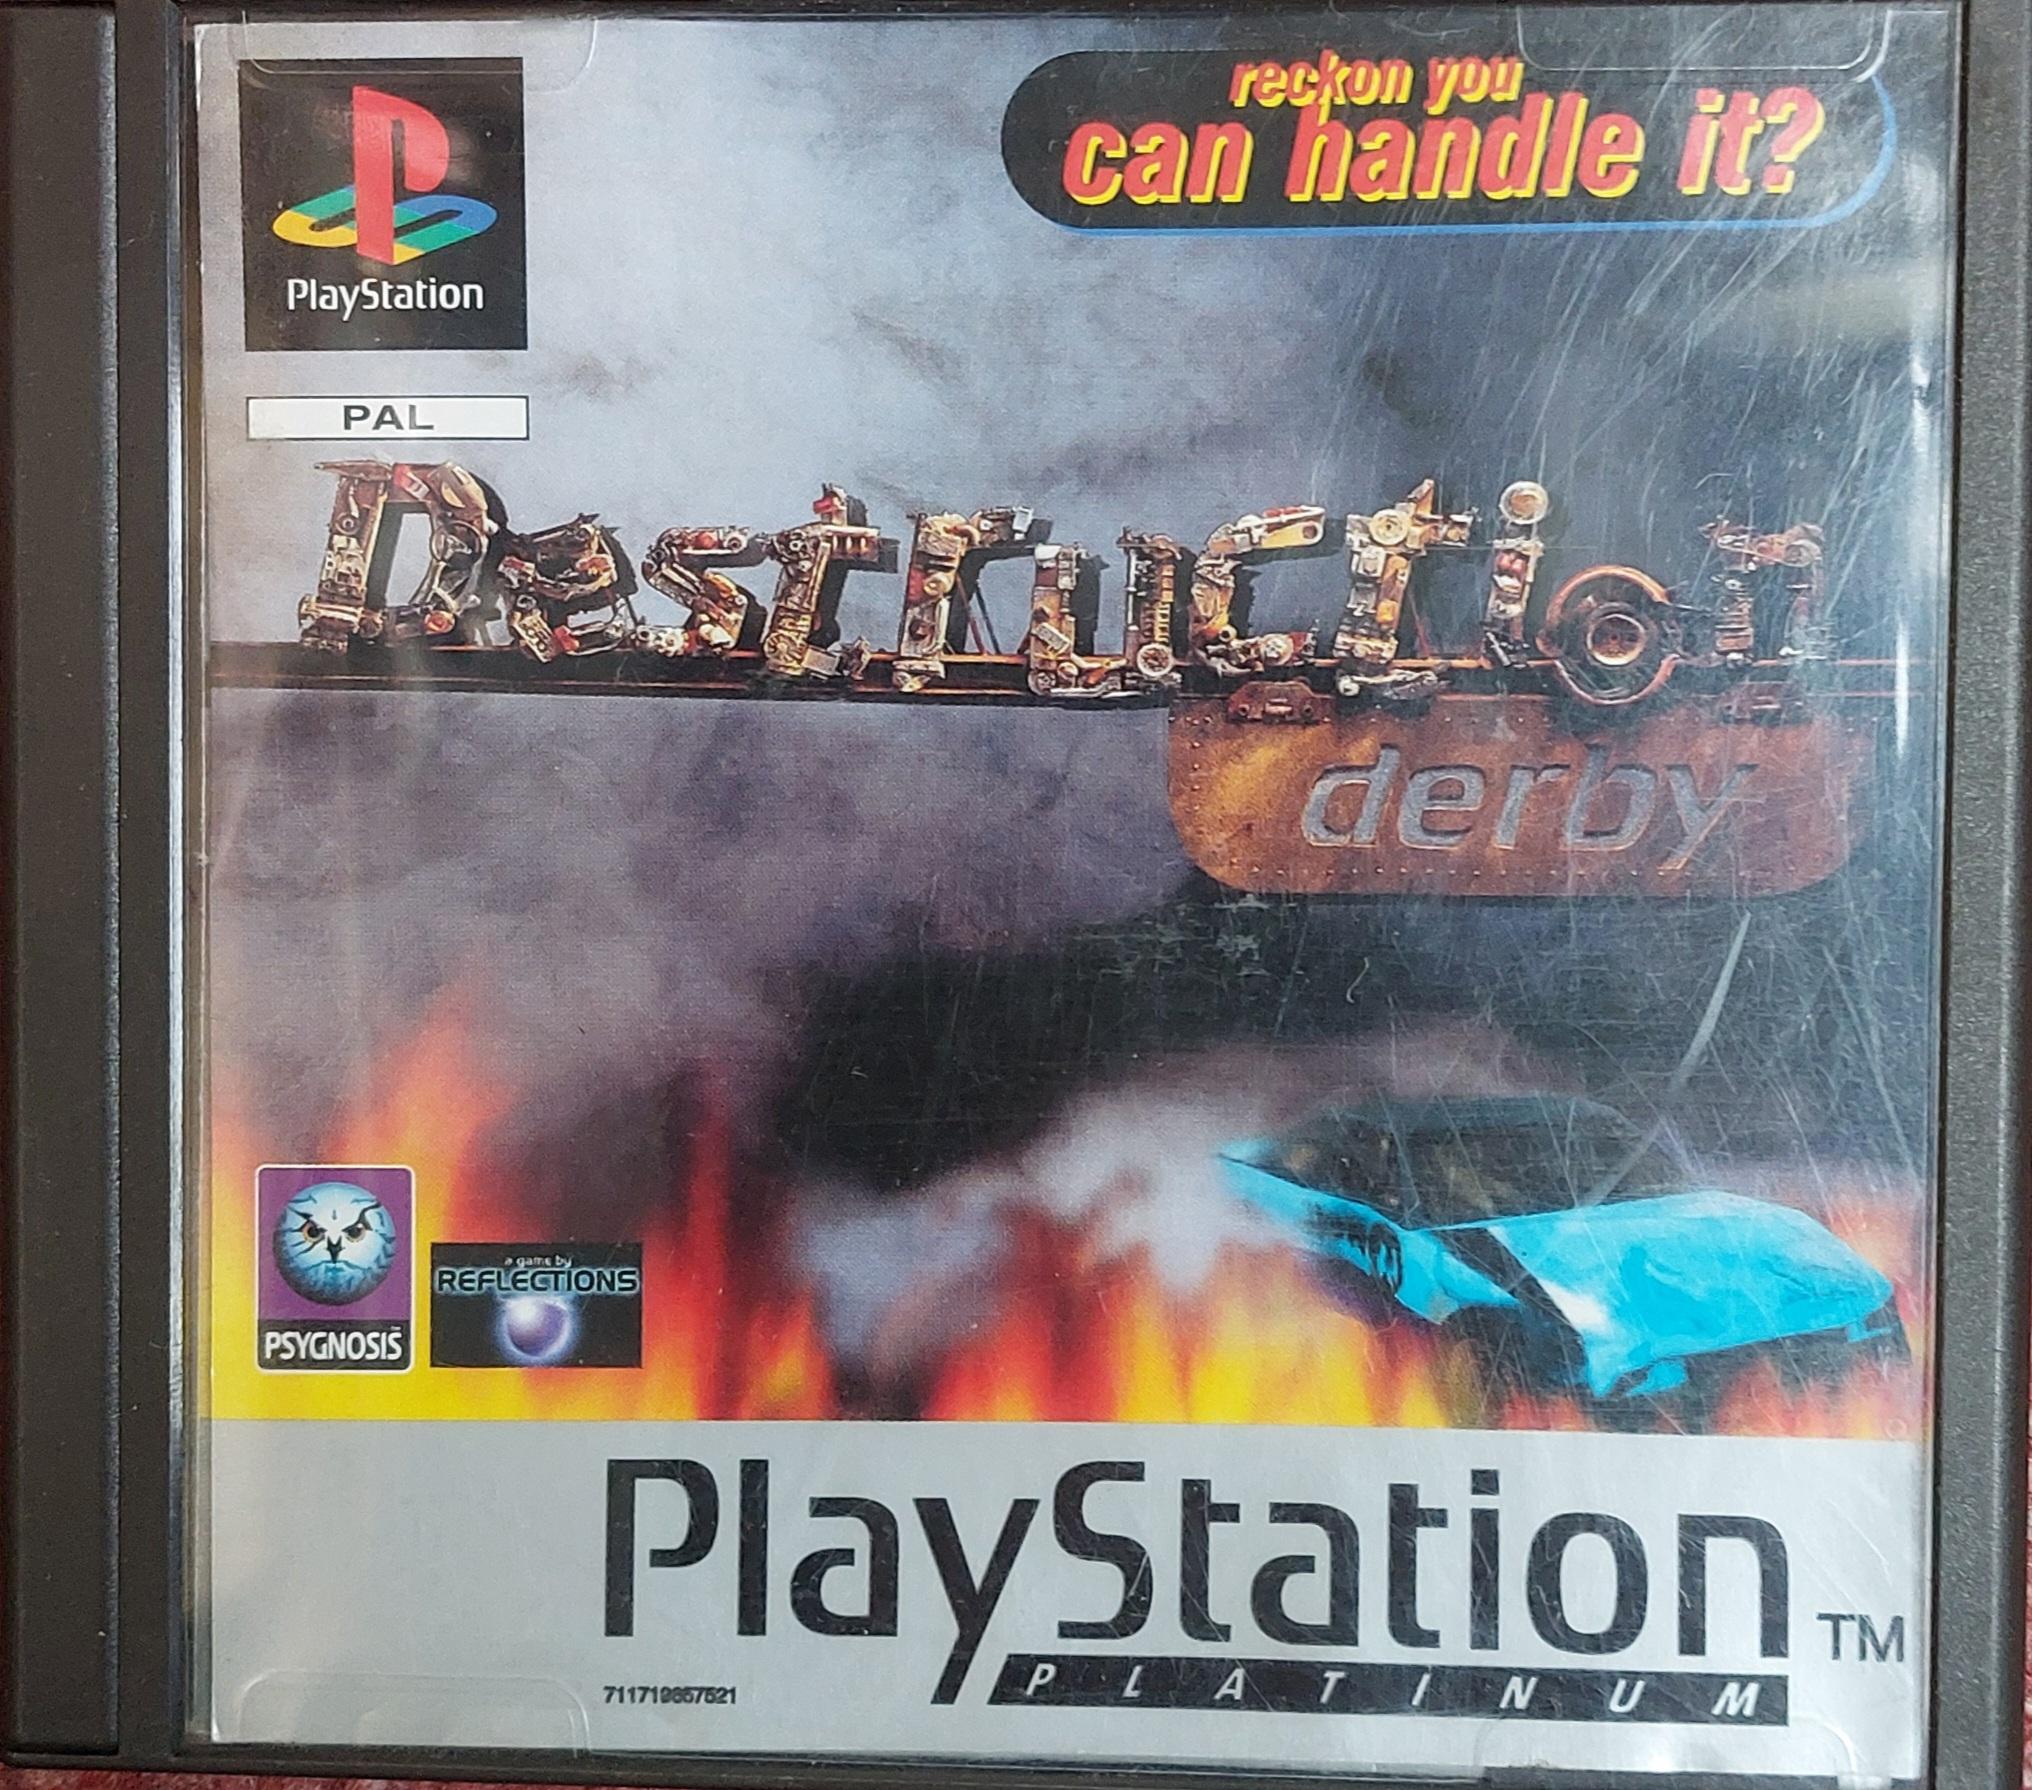 reckon you
can handle it?
PlayStation
PAL
Destruction
derby
PSYGNOSIS
a game by
REFLECTIONS
PlayStation TM
PLATINUM